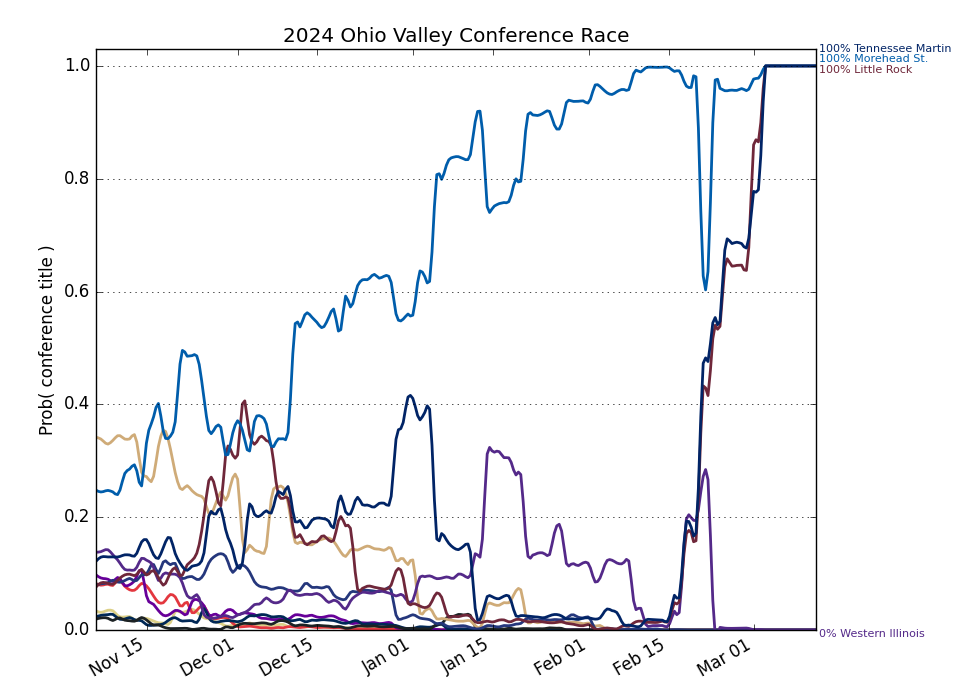 2024 Ohio Valley Conference Race
100% Tennessee Martin
100% Morehead St.
100% Little Rock
1.0
0.8
0.6
0.4
0.2
0.0
Prob( conference title )
0% Western Illinois
Nov 15
Dec 01
Dec 15
Jan 01
Jan 15
Feb 01
Feb 15
Mar 01